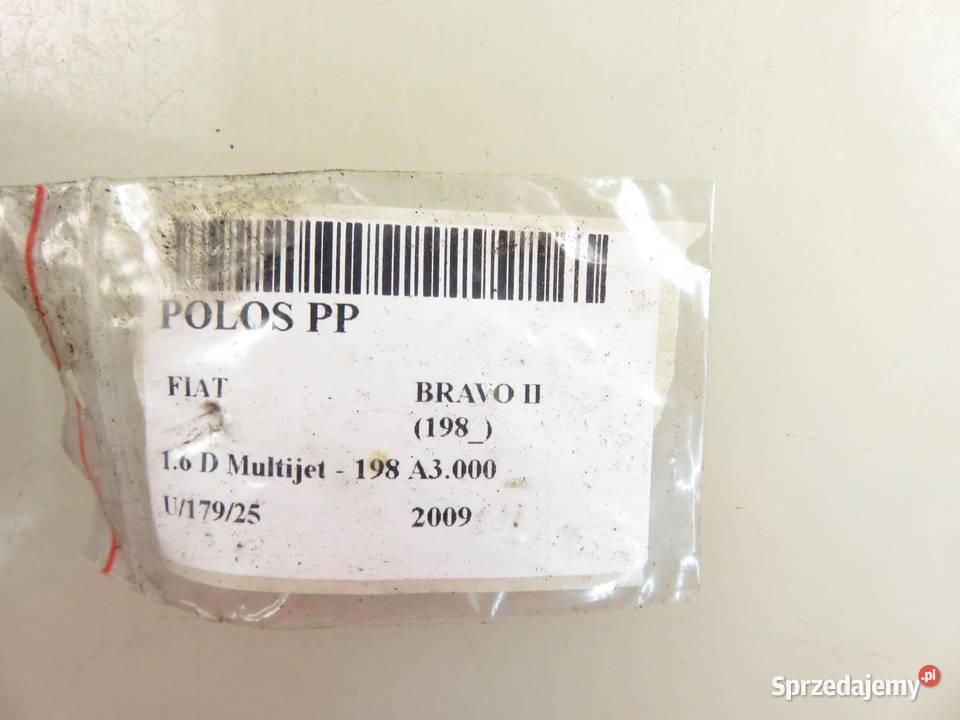 POLOS PP
FIAT BRAVO II
(198_)
1.6 D Multijet - 198 A3.000
U/179/25 2009
Sprzedajemy.pl